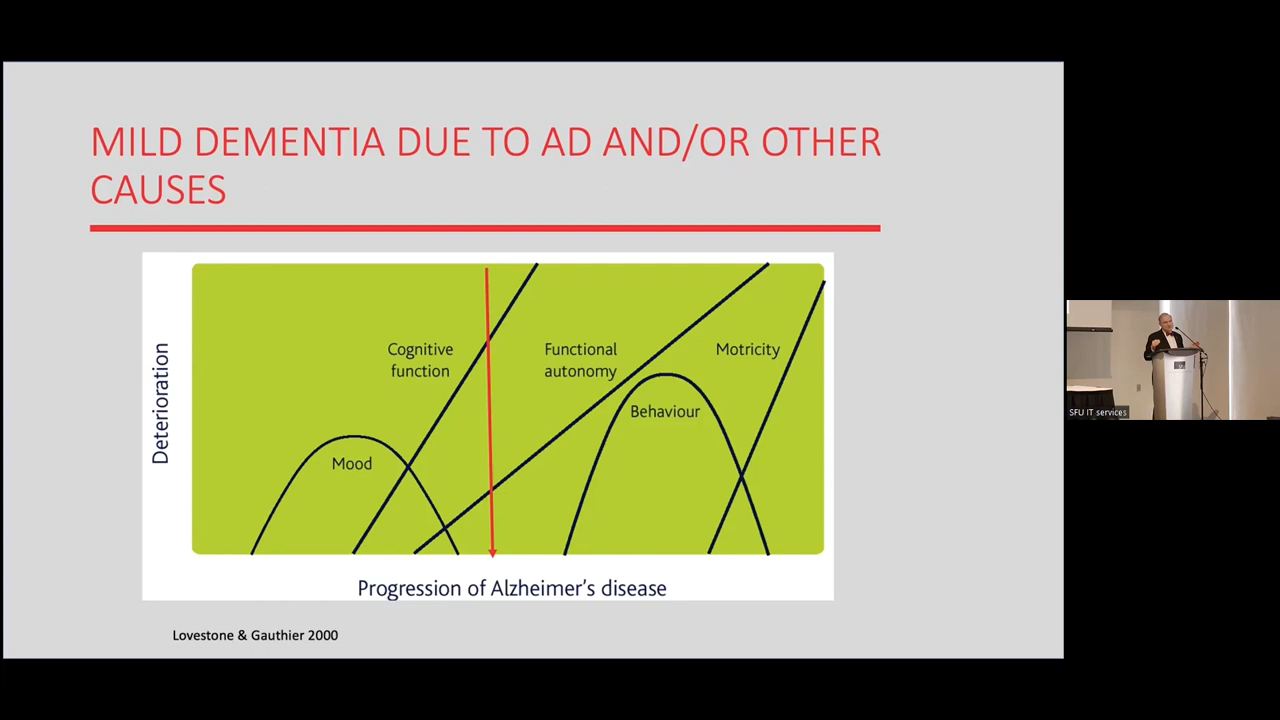 MILD DEMENTIA DUE TO AD AND/OR OTHER
CAUSES
Deterioration
Cognitive
function
Functional
autonomy
Motricity
Behaviour
Mood
Progression of Alzheimer's disease
Lovestone & Gauthier 2000
SFU IT services